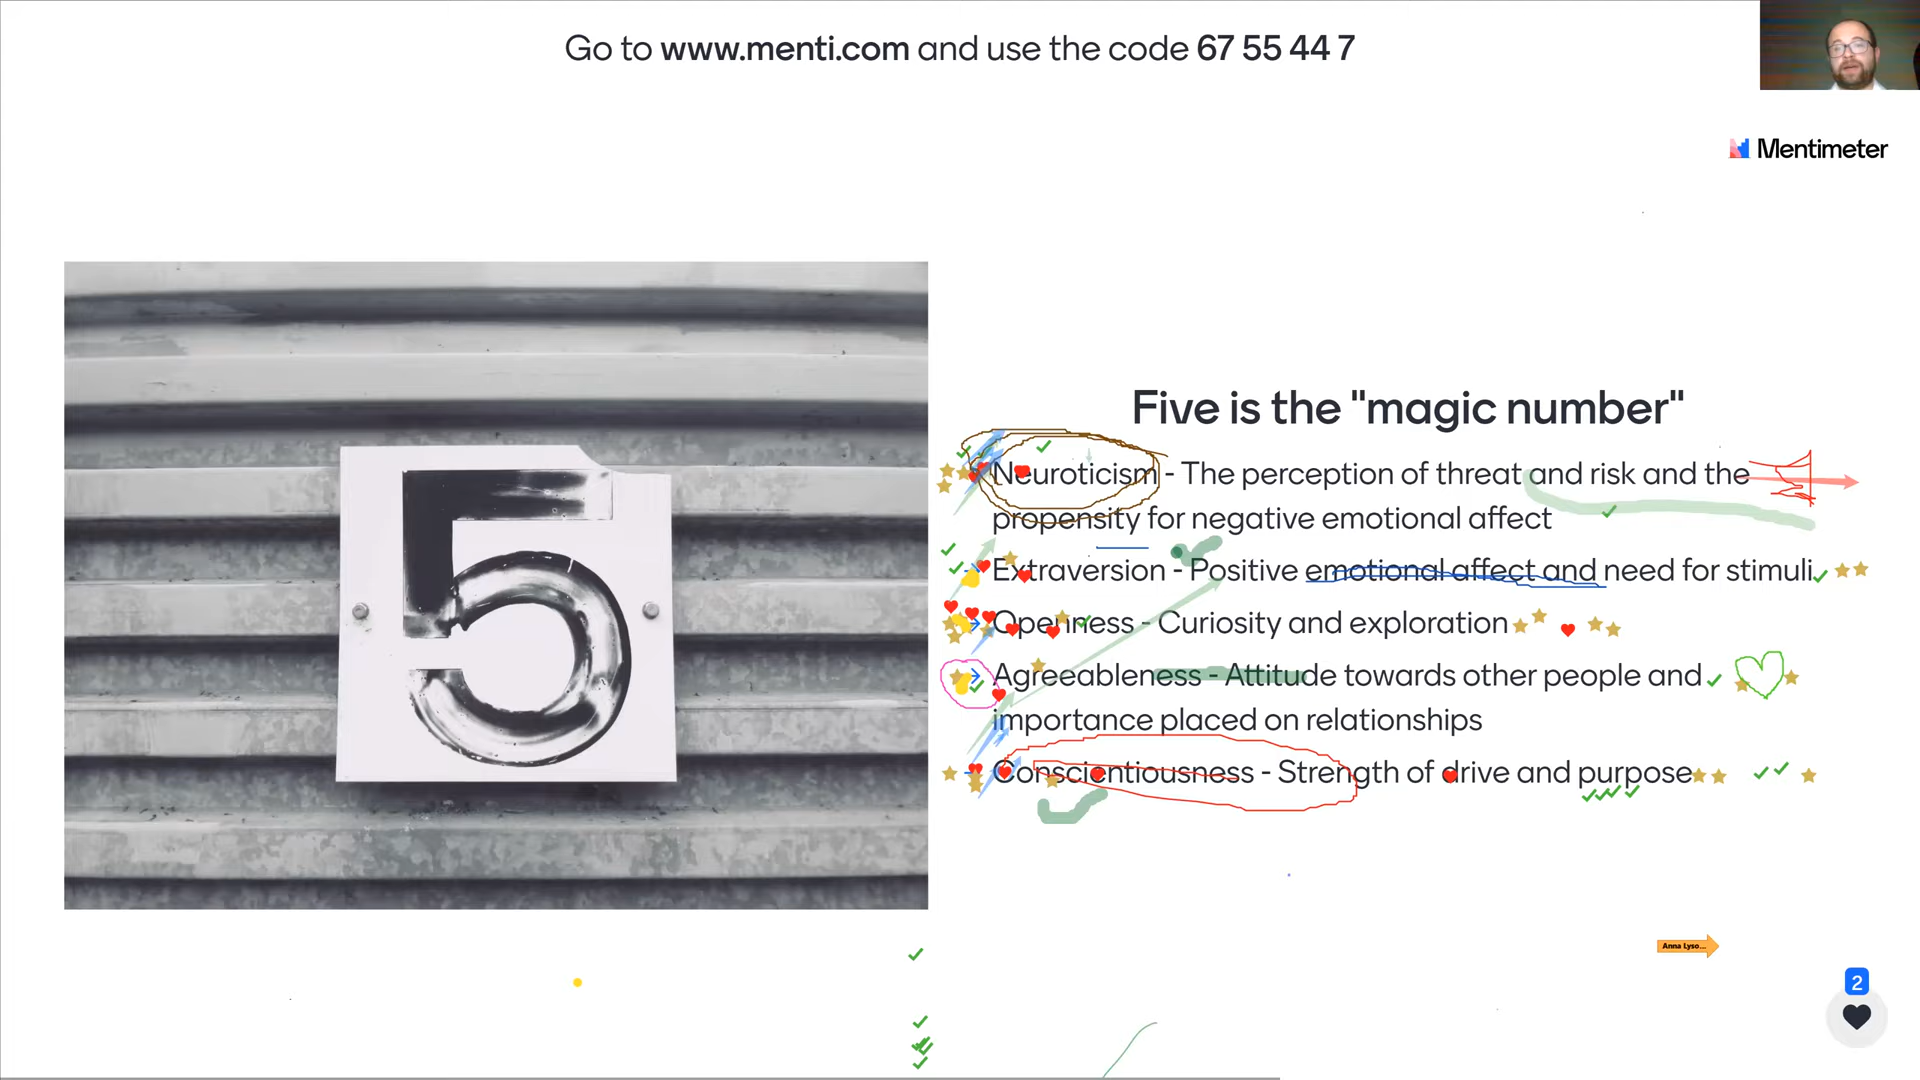 Go to www.menti.com and use the code 67 55 44 7
Mentimeter
5
Five is the "magic number"
Neuroticism - The perception of threat and risk and the
propensity for negative emotional affect
Extraversion - Positive emotional affect and need for stimuli
Openness - Curiosity and exploration
Agreeableness - Attitude towards other people and
importance placed on relationships
Conscientiousness - Strength of drive and purpose
Anna Lyso...
2